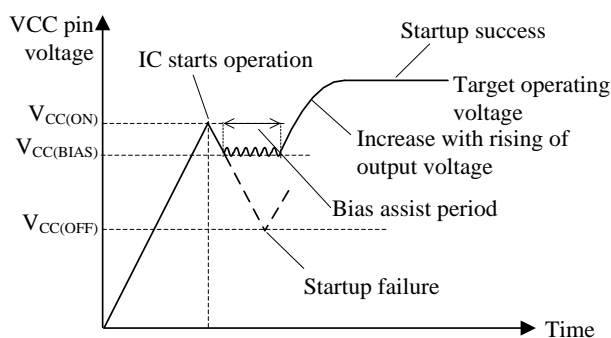 VCC pin
voltage
Startup success
IC starts operation
Target operating
voltage
VCC(ON)
Increase with rising of
output voltage
VCC(BIAS)
Bias assist period
VCC(OFF)
Startup failure
Time